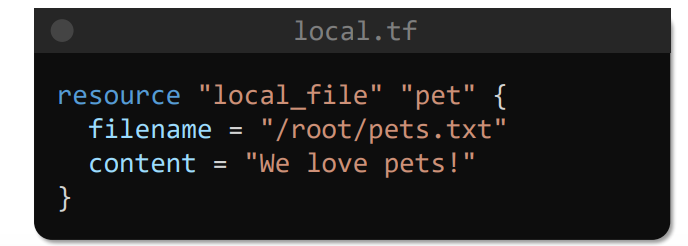 local.tf
resource "local_file" "pet" {
  filename = "/root/pets.txt"
  content = "We love pets!"
}